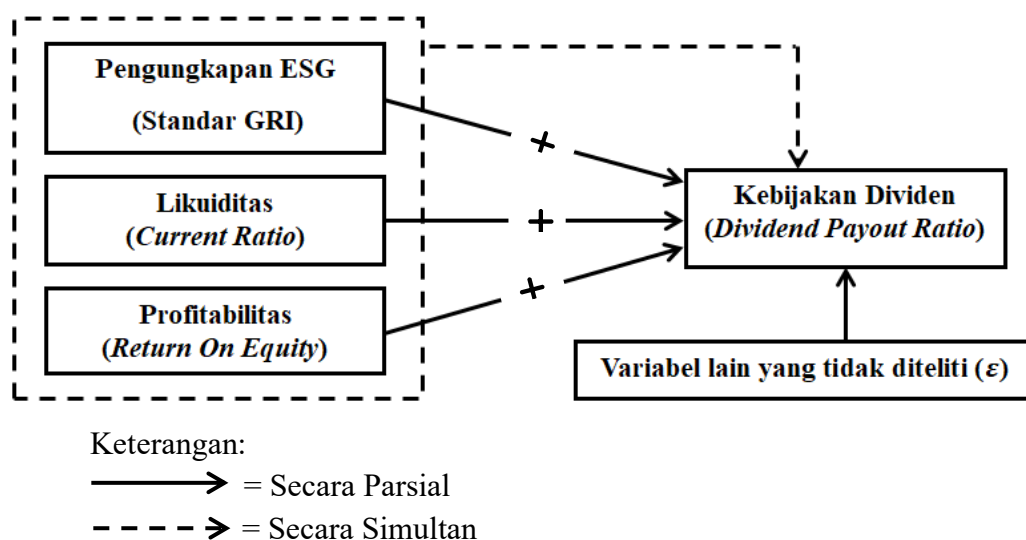 Pengungkapan ESG
(Standar GRI)
Likuiditas
(Current Ratio)
Profitabilitas
(Return On Equity)
+
+
+
Kebijakan Dividen
(Dividend Payout Ratio)
Variabel lain yang tidak diteliti (ε)
Keterangan:
= Secara Parsial
= Secara Simultan